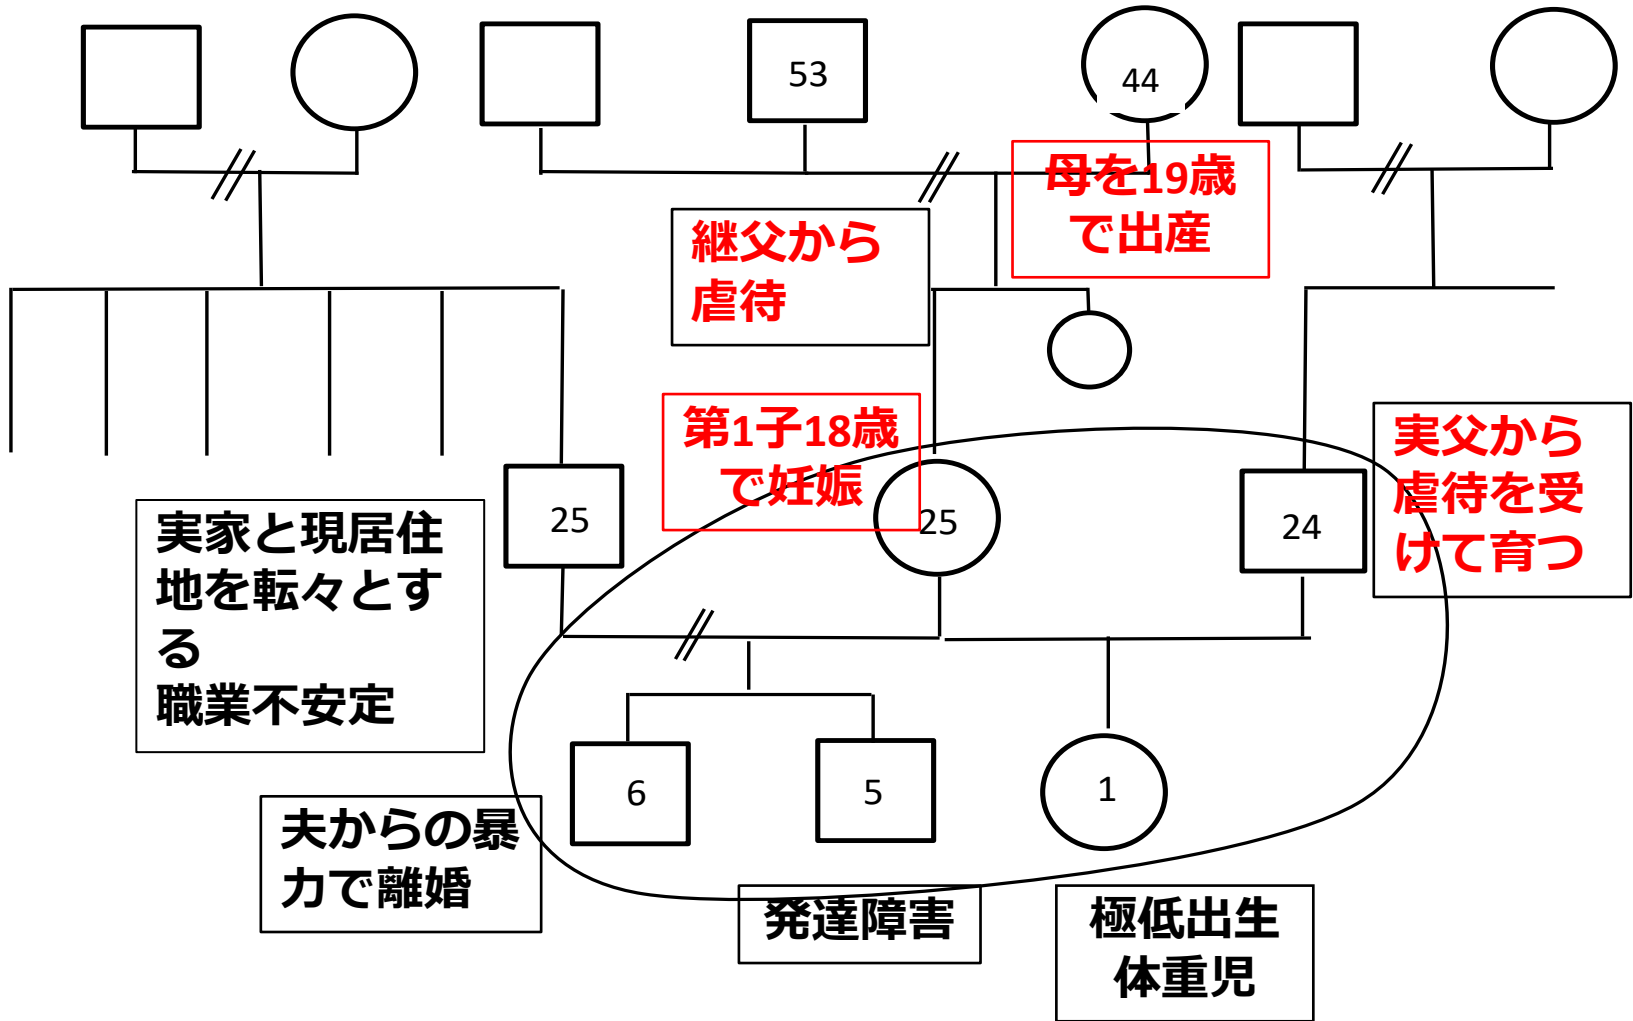 53
44
母を19歳
で出産
継父から
虐待
第1子18歳
で妊娠
実父から
虐待を受
けて育つ
実家と現居住
地を転々とす
る
職業不安定
25
25
24
6
5
1
夫からの暴
力で離婚
発達障害
極低出生
体重児